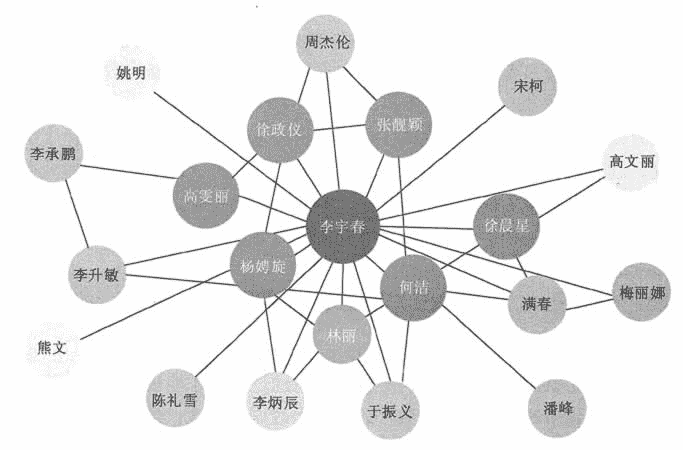 周杰伦
姚明
宋柯
徐政仪
张靓颖
李承鹏
高文丽
高雯丽
李宇春
徐晨星
李升敏
杨娉旋
何洁
满春
梅丽娜
林丽
熊文
陈礼雪
李炳辰
于振义
潘峰